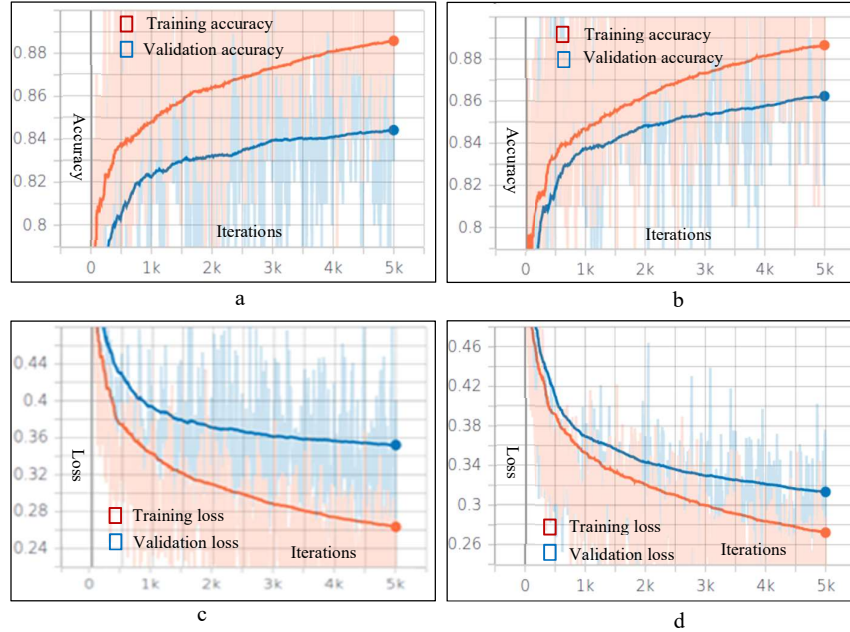 Training accuracy
Validation accuracy
0.88
0.86
0.84
0.82
0.8
Accuracy
Iterations
0 1k 2k 3k 4k 5k
a
Training accuracy
Validation accuracy
0.88
0.86
0.84
0.82
0.8
Accuracy
Iterations
0 1k 2k 3k 4k 5k
b
0.44
0.4
0.36
0.32
0.28
0.24
Loss
Training loss
Validation loss
Iterations
0 1k 2k 3k 4k 5k
c
0.46
0.42
0.38
0.34
0.3
0.26
Loss
Training loss
Validation loss
Iterations
0 1k 2k 3k 4k 5k
d